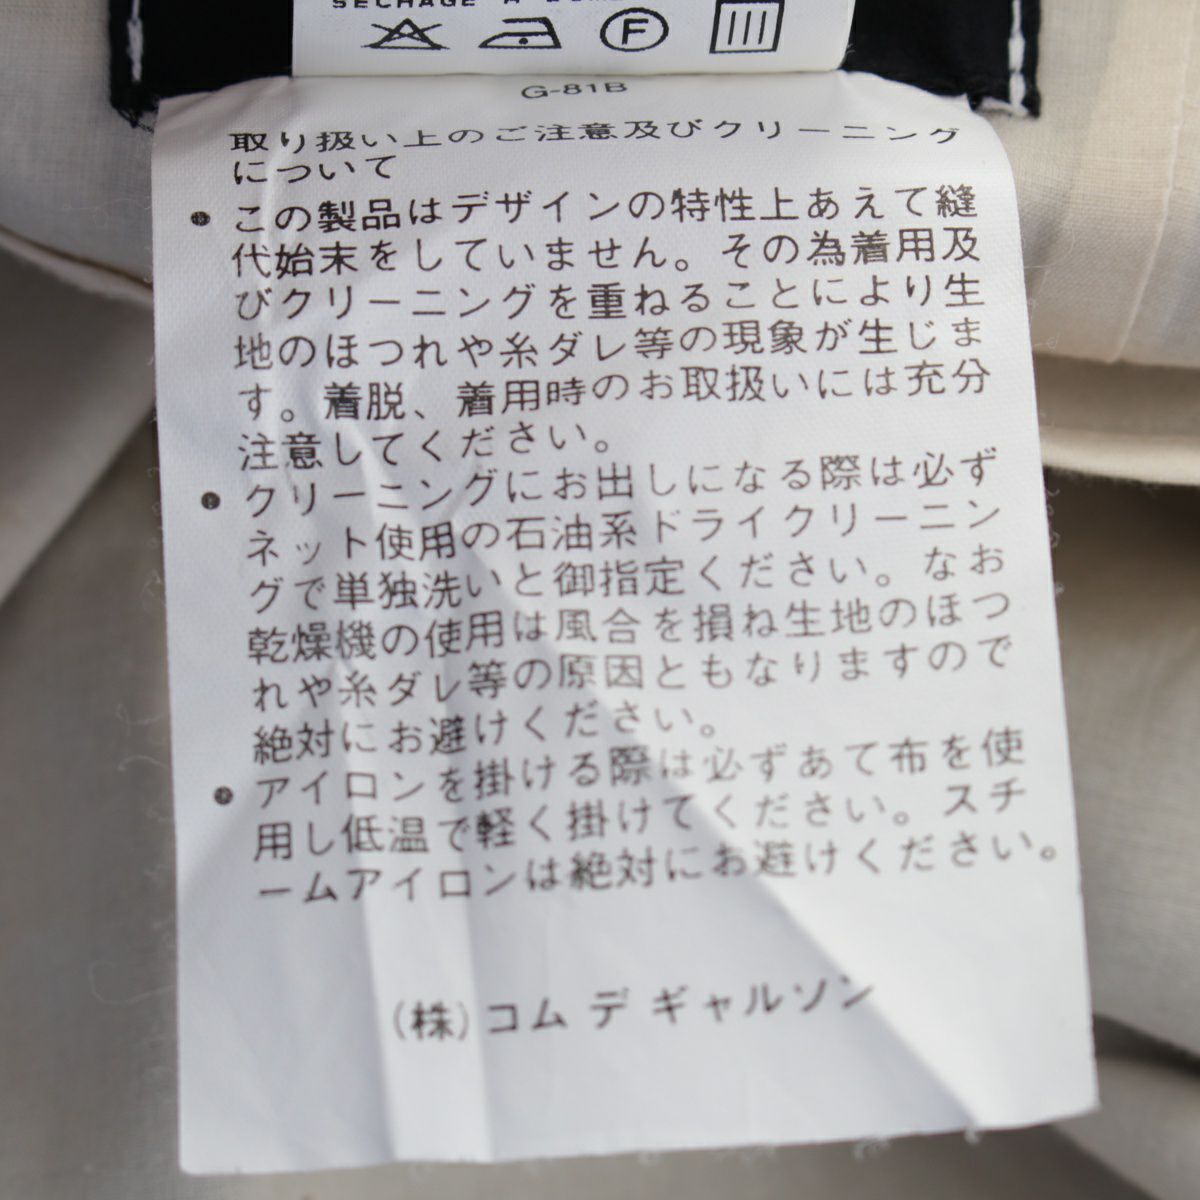 G-81B
取り扱い上のご注意及びクリーニング
について
● この製品はデザインの特性上あえて縫
代始末をしていません。その為着用及
びクリーニングを重ねることにより生
地のほつれや糸ダレ等の現象が生じま
す。着脱、着用時のお取扱いには充分
注意してください。
● クリーニングにお出しになる際は必ず
ネット使用の石油系ドライクリーニン
グで単独洗いと御指定ください。なお
乾燥機の使用は風合を損ね生地のほつ
れや糸ダレ等の原因ともなりますので
絶対にお避けください。
● アイロンを掛ける際は必ずあて布を使
用し低温で軽く掛けてください。スチ
ームアイロンは絶対にお避けください。
(株)コム デ ギャルソン